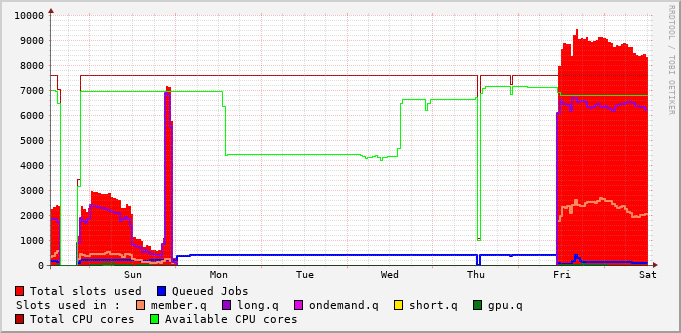 10000
9000
8000
7000
6000
5000
4000
3000
2000
1000
0
Sun Mon Tue Wed Thu Fri Sat
Total slots used Queued Jobs
Slots used in : member.q long.q ondemand.q short.q gpu.q
Total CPU cores Available CPU cores
RRDTOOL / TOBI OETIKER